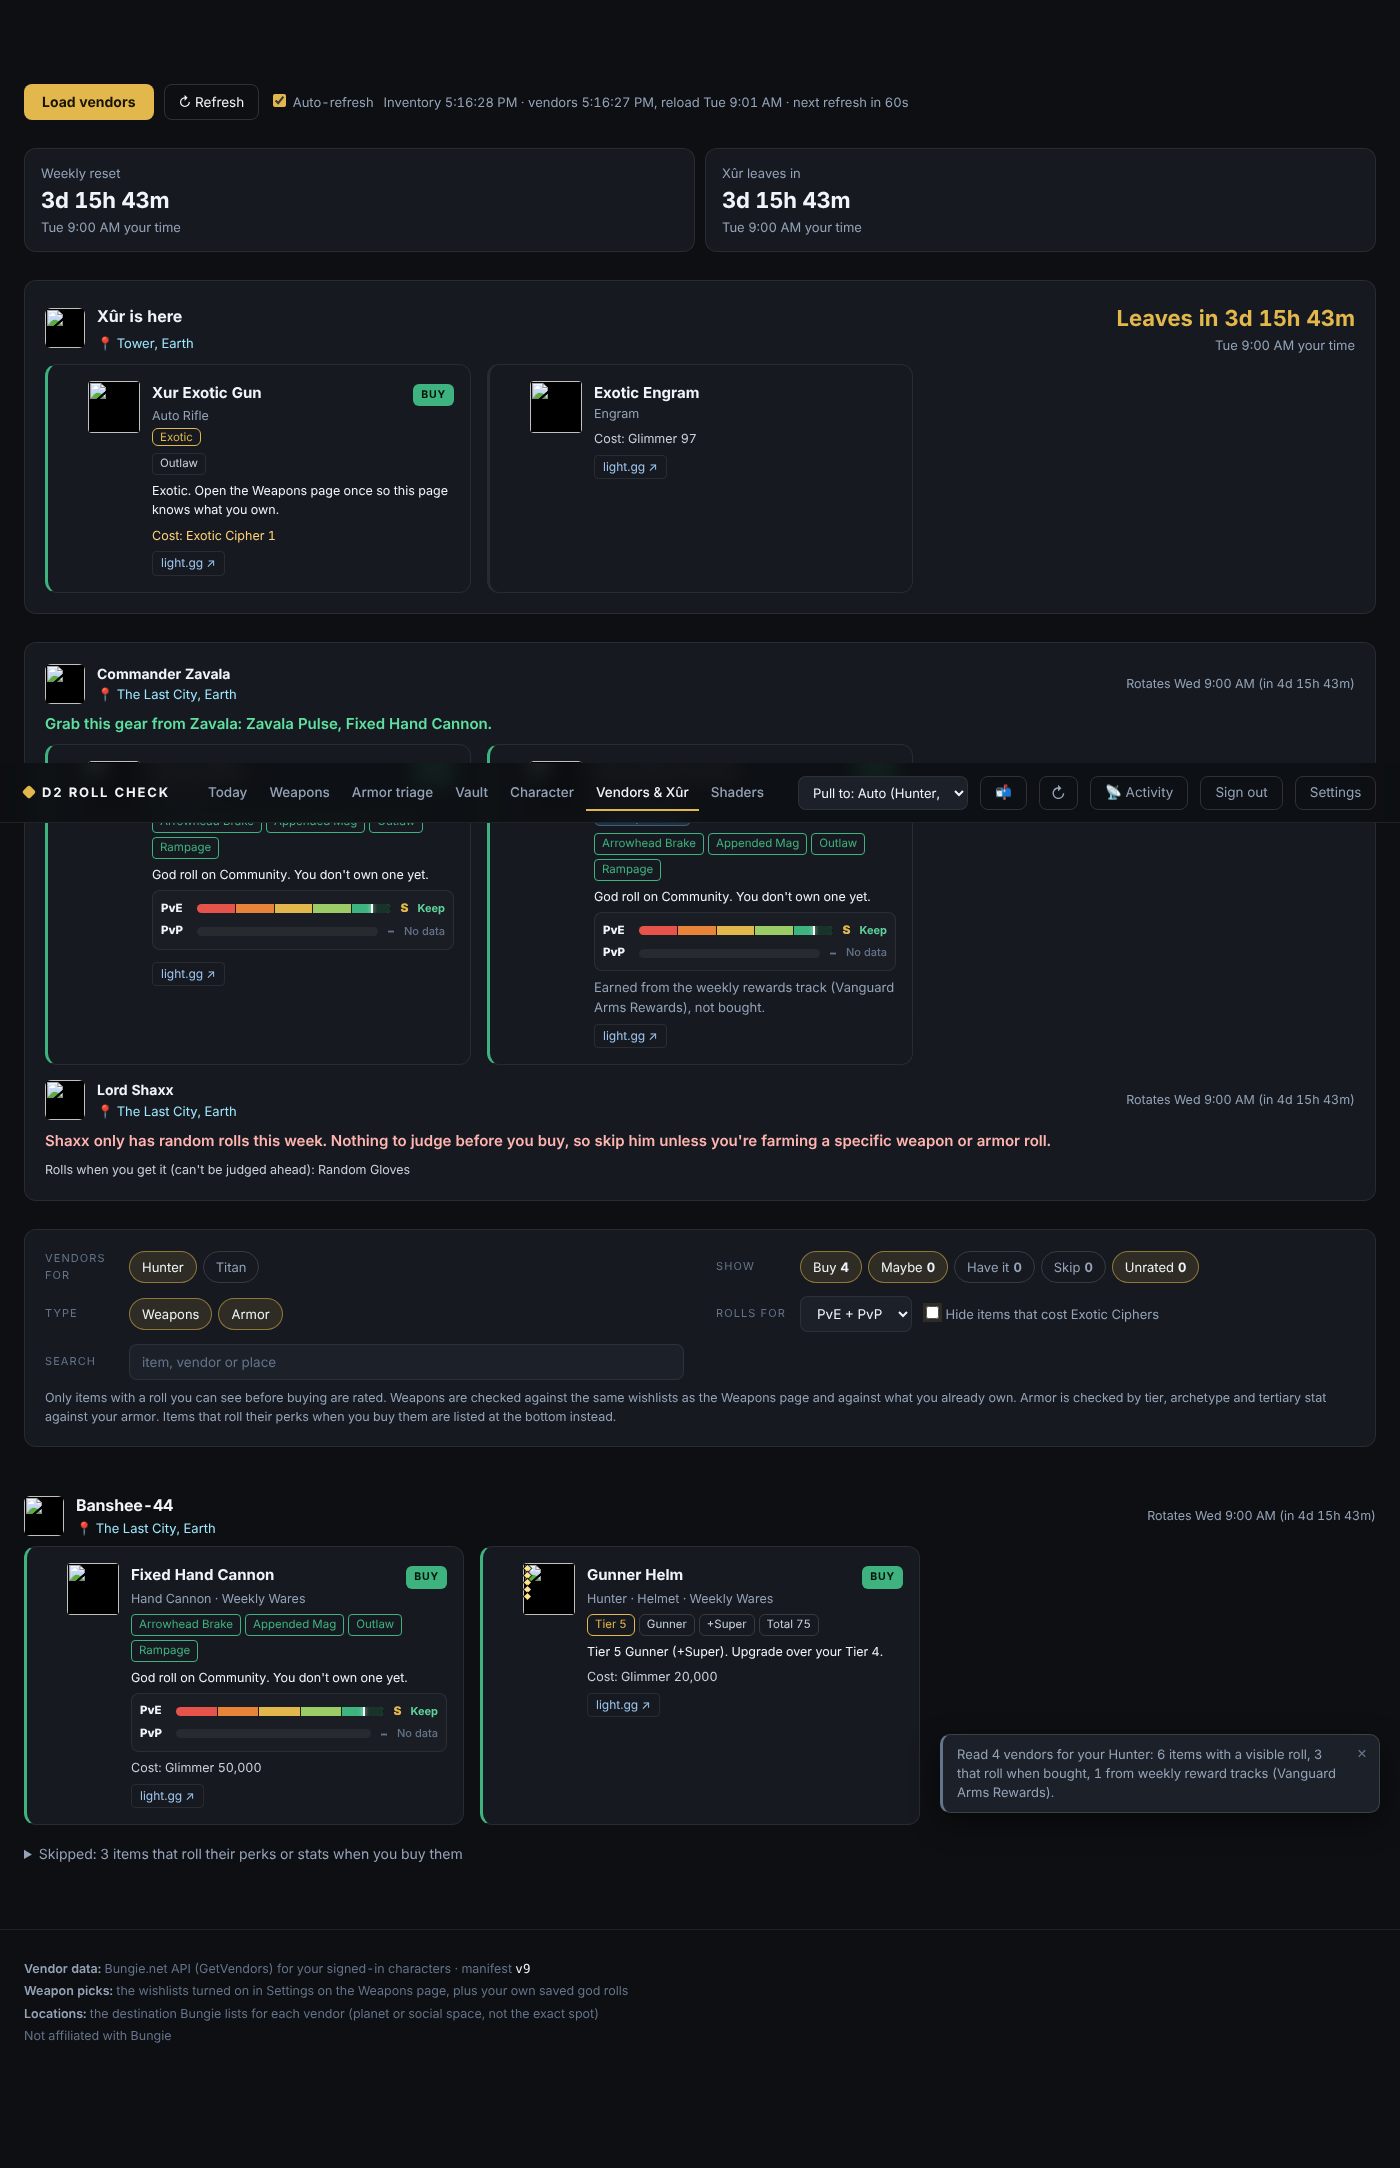 Load vendors ↻ Refresh Auto-refresh Inventory 5:16:28 PM · vendors 5:16:27 PM, reload Tue 9:01 AM · next refresh in 60s
Weekly reset
3d 15h 43m
Tue 9:00 AM your time
Xûr leaves in
3d 15h 43m
Tue 9:00 AM your time
Xûr is here
📍 Tower, Earth
Leaves in 3d 15h 43m
Tue 9:00 AM your time
Xur Exotic Gun
BUY
Auto Rifle
Exotic
Outlaw
Exotic. Open the Weapons page once so this page
knows what you own.
Cost: Exotic Cipher 1
light.gg ↗
Exotic Engram
Engram
Cost: Glimmer 97
light.gg ↗
Commander Zavala
📍 The Last City, Earth
Rotates Wed 9:00 AM (in 4d 15h 43m)
Grab this gear from Zavala: Zavala Pulse, Fixed Hand Cannon.
D2 ROLL CHECK Today Weapons Armor triage Vault Character Vendors & Xûr Shaders Pull to: Auto (Hunter, 📬 ↻ 📡 Activity Sign out Settings
Arrowhead Brake Appended Mag Outlaw
Rampage
God roll on Community. You don't own one yet.
PvE S Keep
PvP – No data
light.gg ↗
Arrowhead Brake Appended Mag Outlaw
Rampage
God roll on Community. You don't own one yet.
PvE S Keep
PvP – No data
Earned from the weekly rewards track (Vanguard
Arms Rewards), not bought.
light.gg ↗
Lord Shaxx
📍 The Last City, Earth
Rotates Wed 9:00 AM (in 4d 15h 43m)
Shaxx only has random rolls this week. Nothing to judge before you buy, so skip him unless you're farming a specific weapon or armor roll.
Rolls when you get it (can't be judged ahead): Random Gloves
VENDORS
FOR
Hunter Titan
SHOW Buy 4 Maybe 0 Have it 0 Skip 0 Unrated 0
TYPE Weapons Armor
ROLLS FOR PvE + PvP Hide items that cost Exotic Ciphers
SEARCH item, vendor or place
Only items with a roll you can see before buying are rated. Weapons are checked against the same wishlists as the Weapons page and against what you already own. Armor is checked by tier, archetype and tertiary stat
against your armor. Items that roll their perks when you buy them are listed at the bottom instead.
Banshee-44
📍 The Last City, Earth
Rotates Wed 9:00 AM (in 4d 15h 43m)
Fixed Hand Cannon
BUY
Hand Cannon · Weekly Wares
Arrowhead Brake Appended Mag Outlaw
Rampage
God roll on Community. You don't own one yet.
PvE S Keep
PvP – No data
Cost: Glimmer 50,000
light.gg ↗
Gunner Helm
BUY
Hunter · Helmet · Weekly Wares
Tier 5 Gunner +Super Total 75
Tier 5 Gunner (+Super). Upgrade over your Tier 4.
Cost: Glimmer 20,000
light.gg ↗
Read 4 vendors for your Hunter: 6 items with a visible roll, 3
that roll when bought, 1 from weekly reward tracks (Vanguard
Arms Rewards).
×
▶ Skipped: 3 items that roll their perks or stats when you buy them
Vendor data: Bungie.net API (GetVendors) for your signed-in characters · manifest v9
Weapon picks: the wishlists turned on in Settings on the Weapons page, plus your own saved god rolls
Locations: the destination Bungie lists for each vendor (planet or social space, not the exact spot)
Not affiliated with Bungie